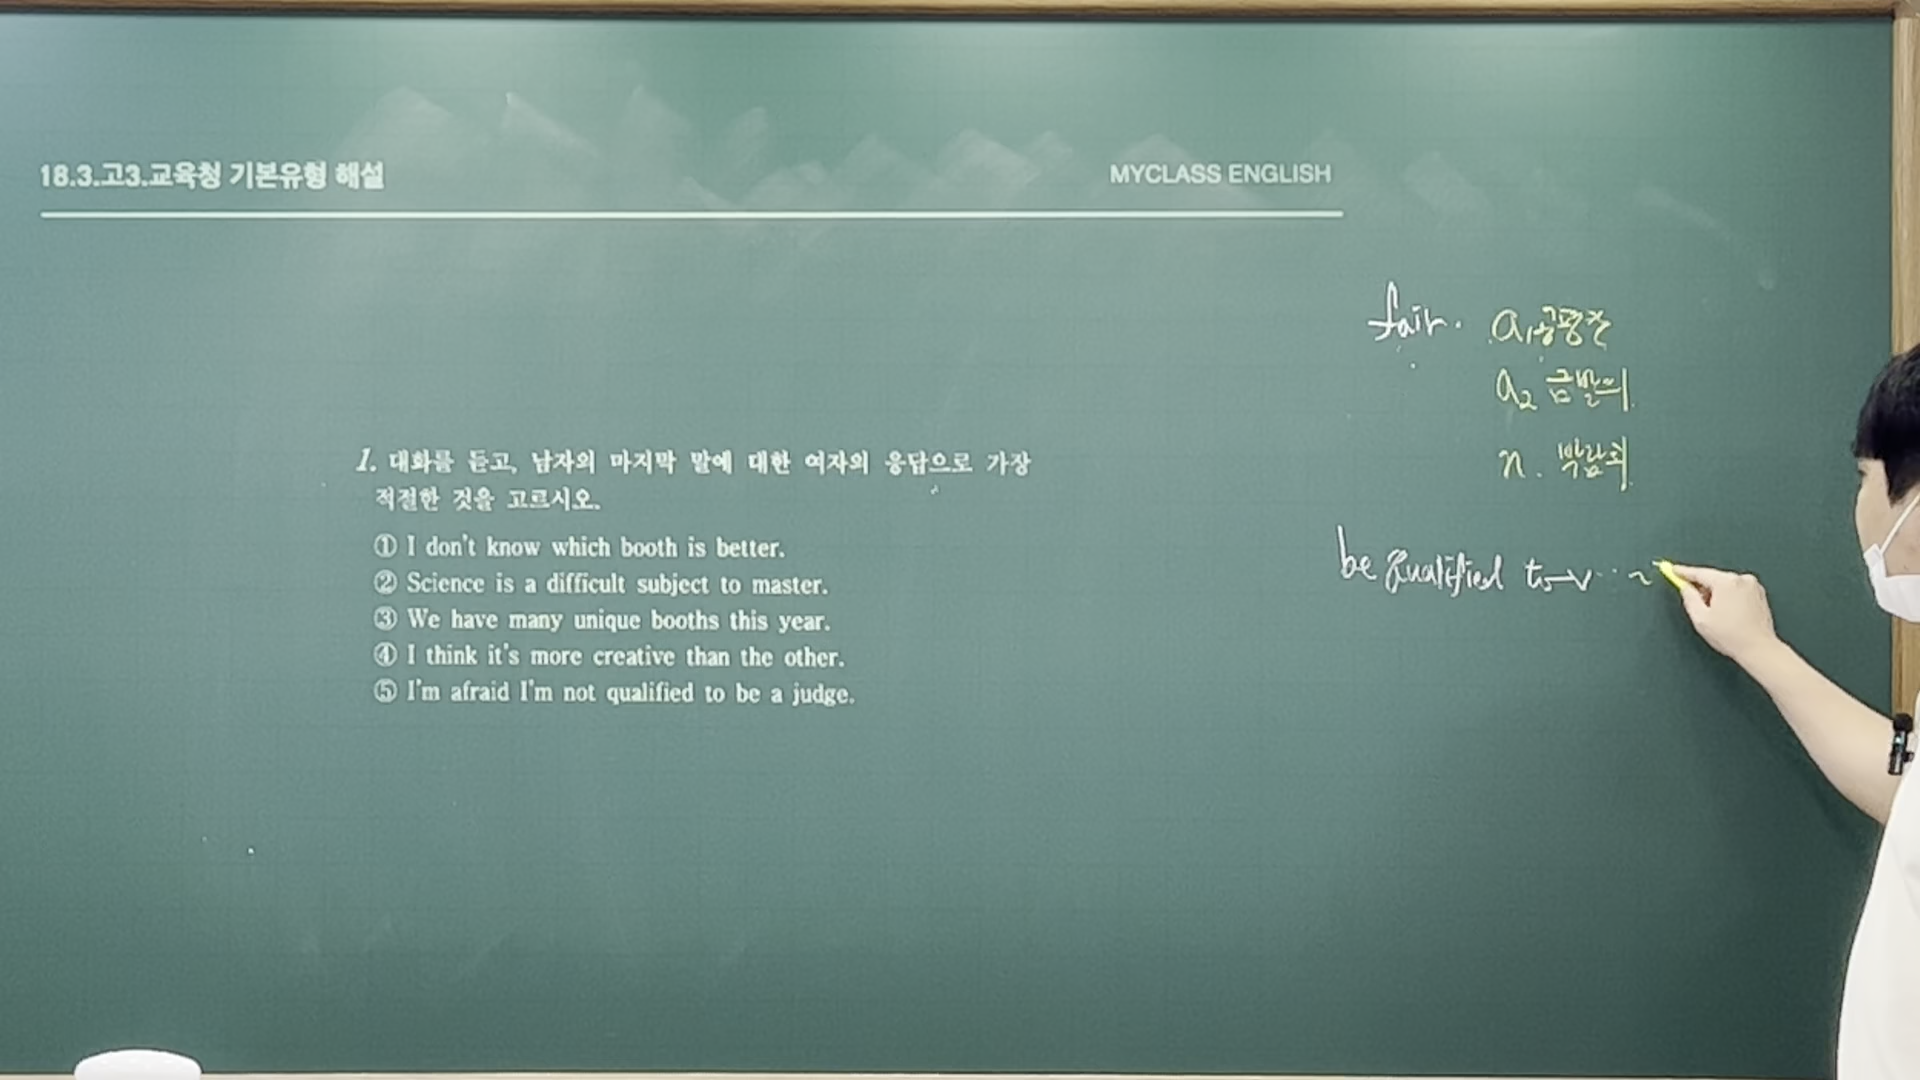 18.3.고3.교육청 기본유형 해설
MYCLASS ENGLISH
1. 대화를 듣고, 남자의 마지막 말에 대한 여자의 응답으로 가장
적절한 것을 고르시오.
① I don't know which booth is better.
② Science is a difficult subject to master.
③ We have many unique booths this year.
④ I think it's more creative than the other.
⑤ I'm afraid I'm not qualified to be a judge.
fair. a1 공평한
a2 금발의
n. 박람회
be qualified to-v ~